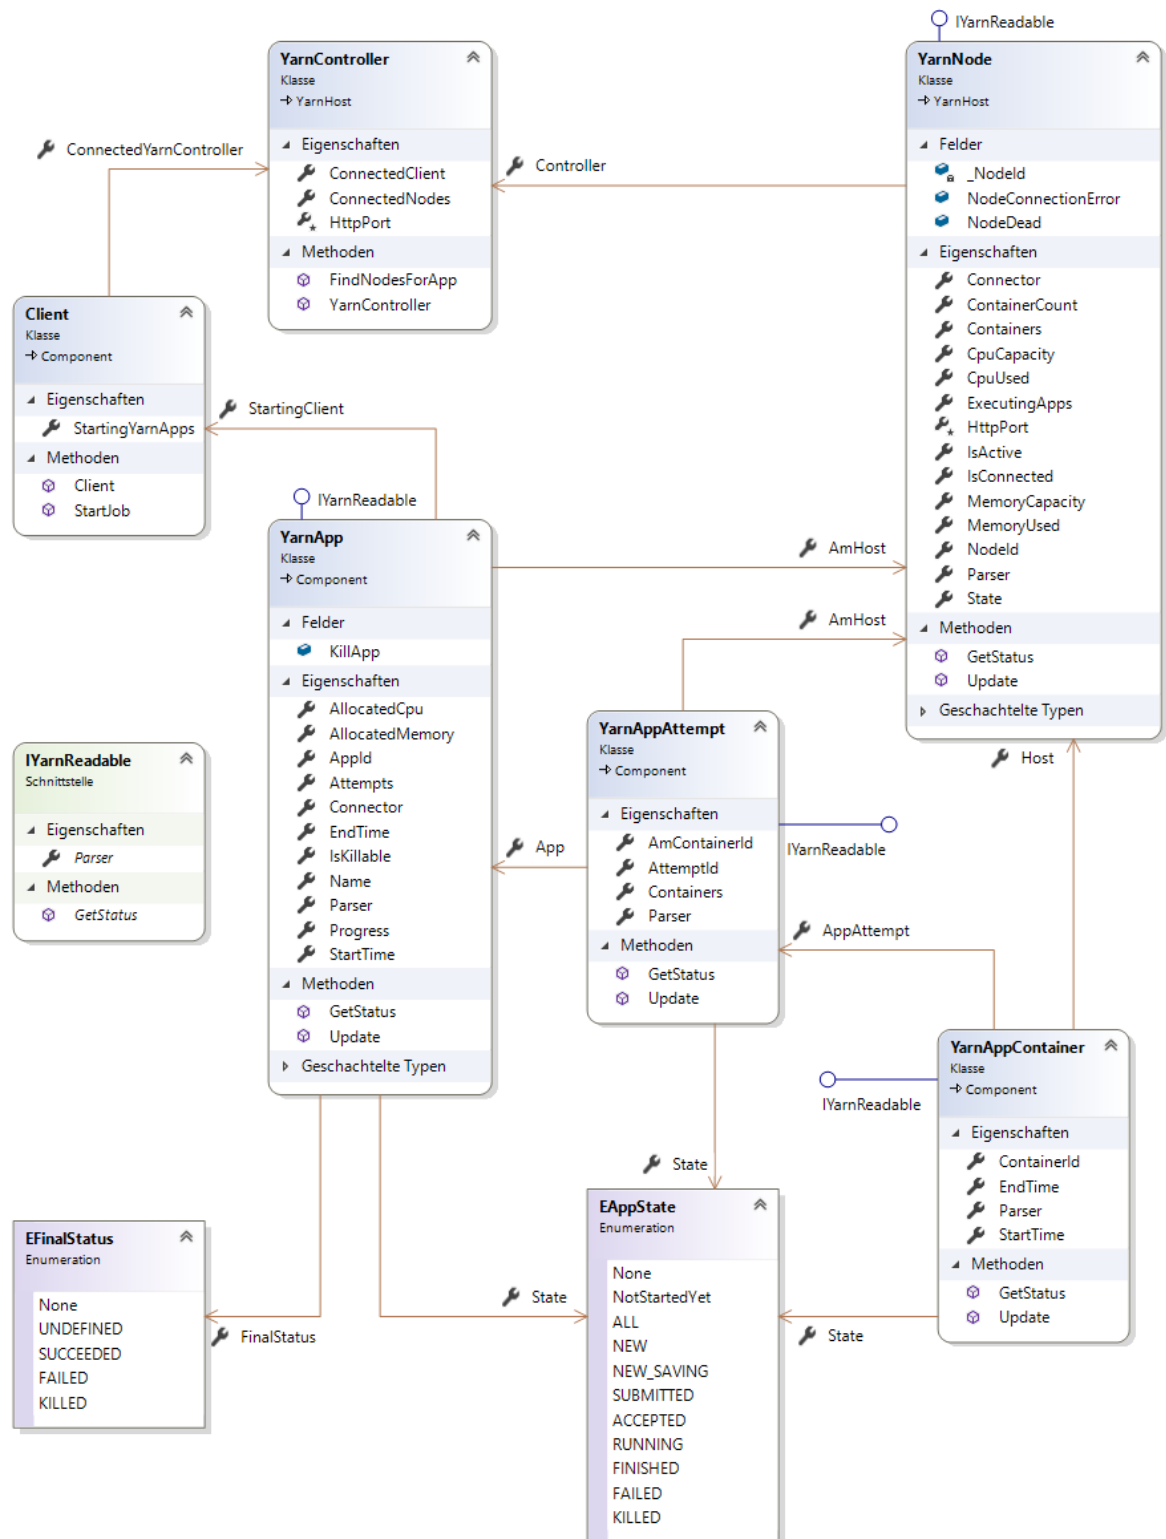 IYarnReadable
YarnController
Klasse
YarnHost
Eigenschaften
ConnectedClient
ConnectedNodes
HttpPort
Methoden
FindNodesForApp
YarnController
YarnNode
Klasse
YarnHost
Felder
_NodeId
NodeConnectionError
NodeDead
Eigenschaften
Connector
ContainerCount
Containers
CpuCapacity
CpuUsed
ExecutingApps
HttpPort
IsActive
IsConnected
MemoryCapacity
MemoryUsed
NodeId
Parser
State
Methoden
GetStatus
Update
Geschachtelte Typen
ConnectedYarnController
Controller
Client
Klasse
Component
Eigenschaften
StartingYarnApps
Methoden
Client
StartJob
StartingClient
IYarnReadable
YarnApp
Klasse
Component
Felder
KillApp
Eigenschaften
AllocatedCpu
AllocatedMemory
AppId
Attempts
Connector
EndTime
IsKillable
Name
Parser
Progress
StartTime
Methoden
GetStatus
Update
Geschachtelte Typen
AmHost
AmHost
YarnAppAttempt
Klasse
Component
Eigenschaften
AmContainerId
AttemptId
Containers
Parser
Methoden
GetStatus
Update
IYarnReadable
Schnittstelle
Eigenschaften
Parser
Methoden
GetStatus
Host
App
IYarnReadable
AppAttempt
YarnAppContainer
Klasse
Component
Eigenschaften
ContainerId
EndTime
Parser
StartTime
Methoden
GetStatus
Update
IYarnReadable
State
EAppState
Enumeration
None
NotStartedYet
ALL
NEW
NEW_SAVING
SUBMITTED
ACCEPTED
RUNNING
FINISHED
FAILED
KILLED
EFinalStatus
Enumeration
None
UNDEFINED
SUCCEEDED
FAILED
KILLED
FinalStatus
State
State